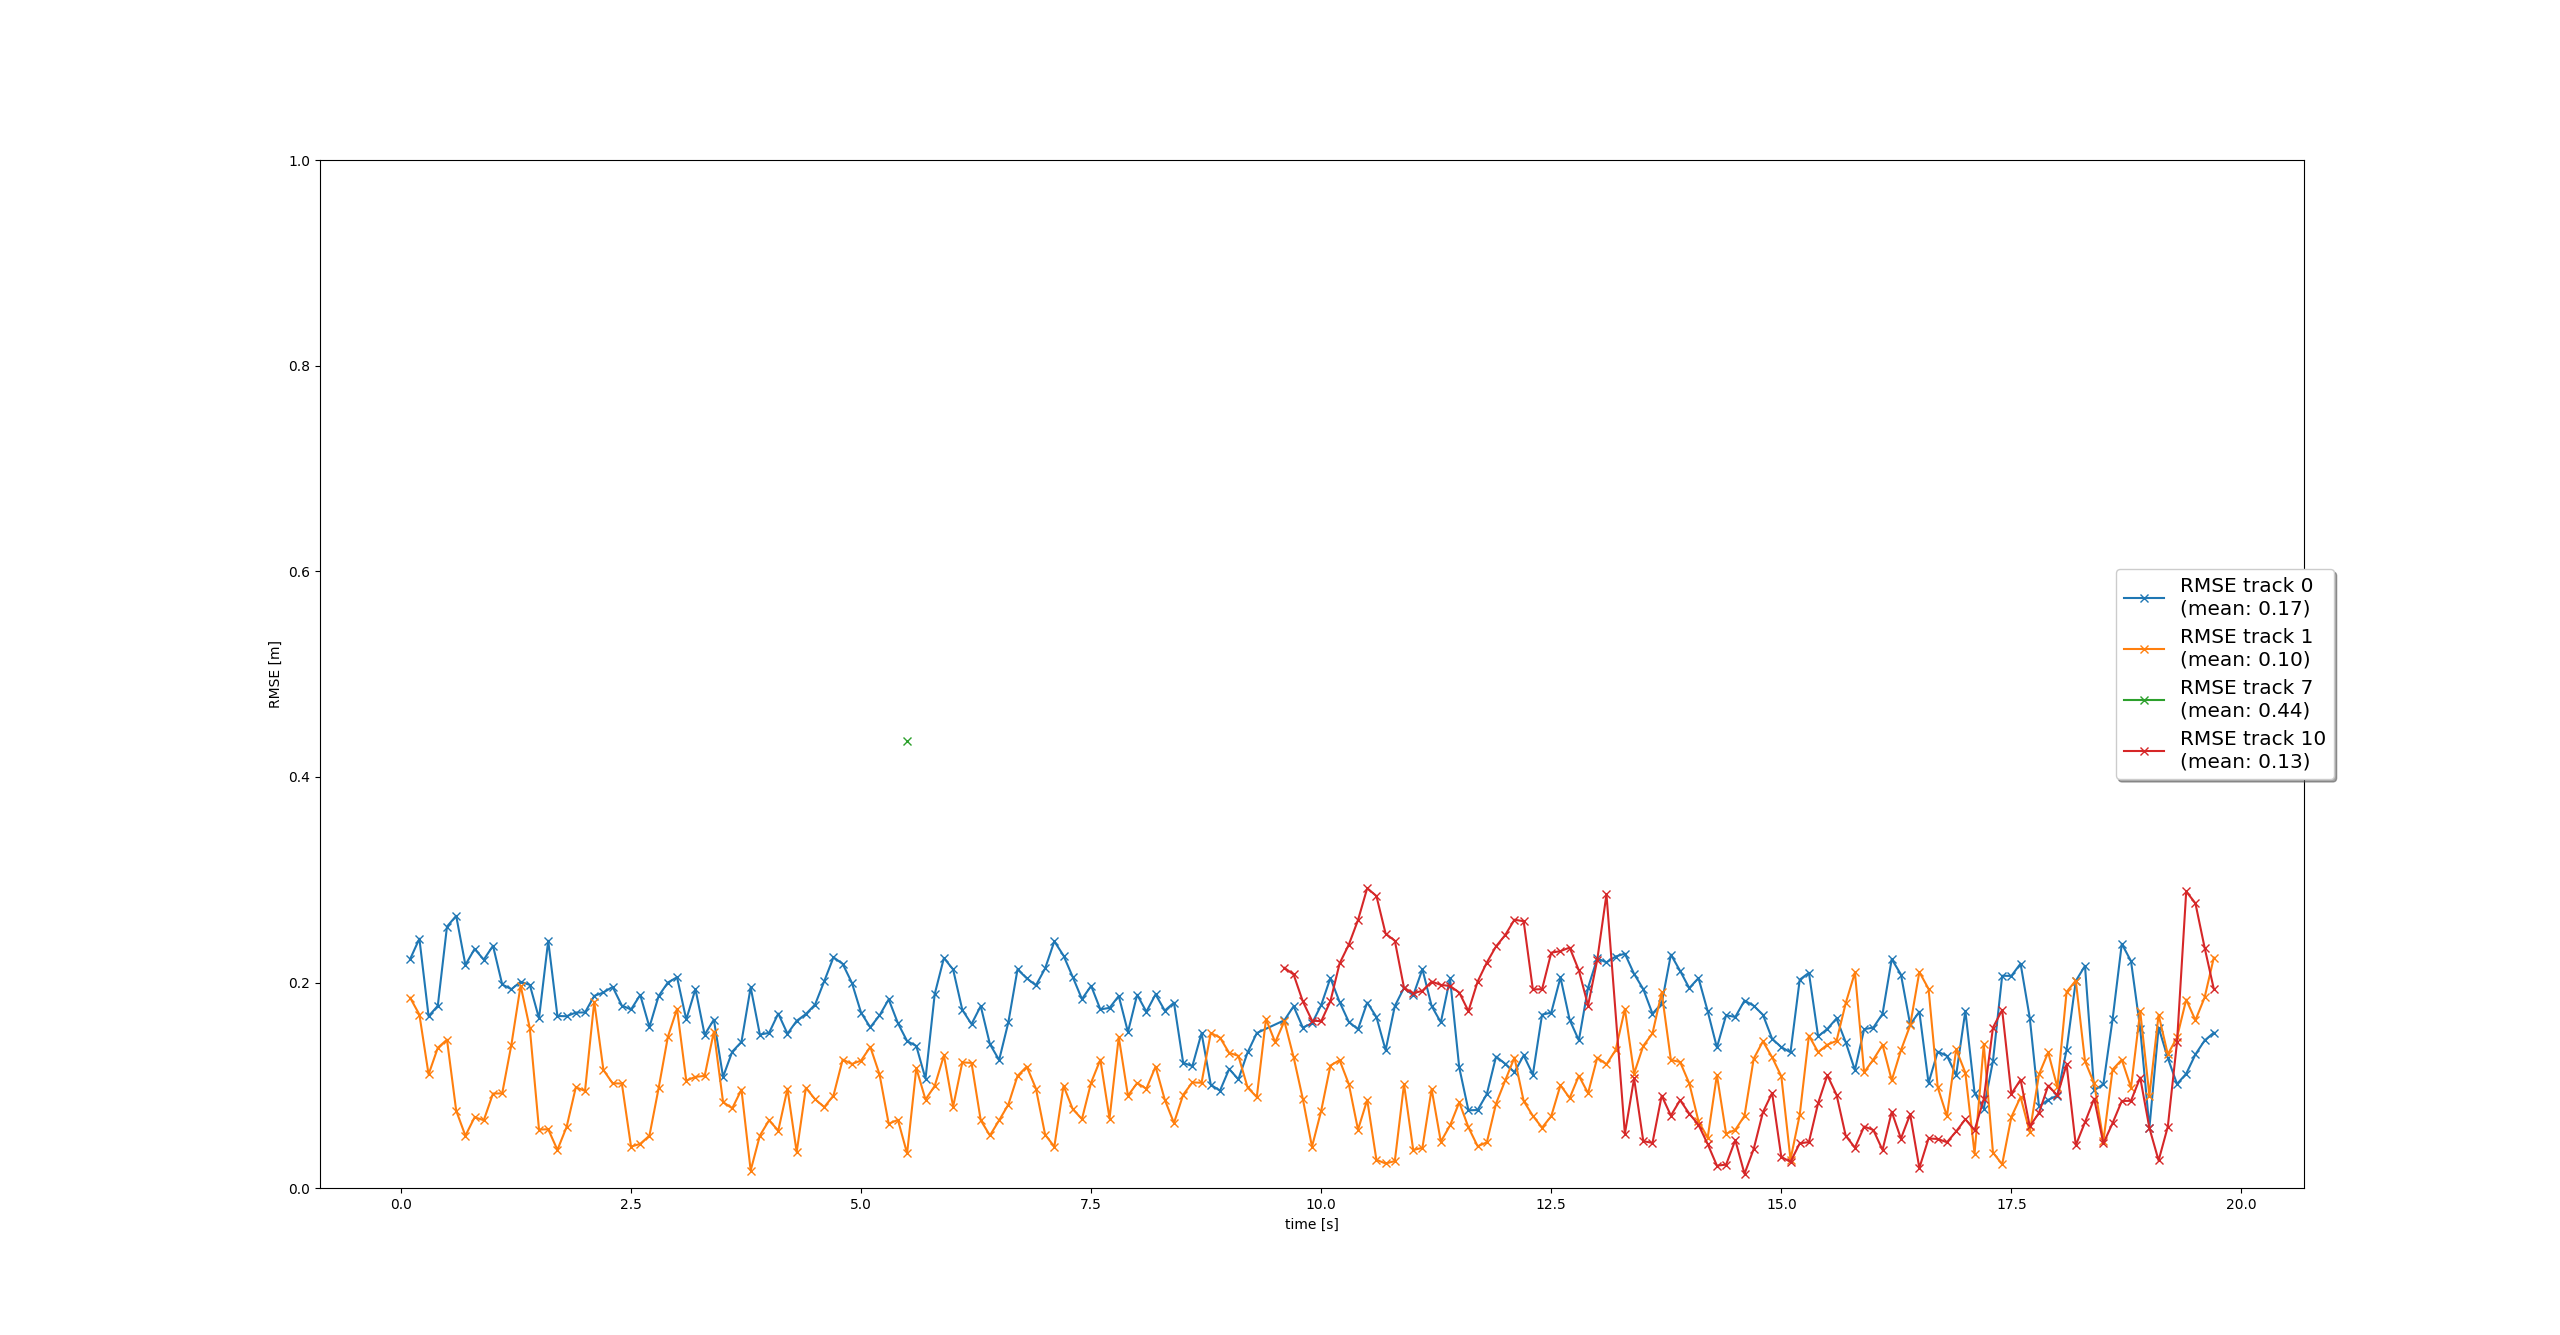 1.0
0.8
0.6
0.4
0.2
0.0
RMSE [m]
0.0 2.5 5.0 7.5 10.0 12.5 15.0 17.5 20.0
time [s]
RMSE track 0
(mean: 0.17)
RMSE track 1
(mean: 0.10)
RMSE track 7
(mean: 0.44)
RMSE track 10
(mean: 0.13)